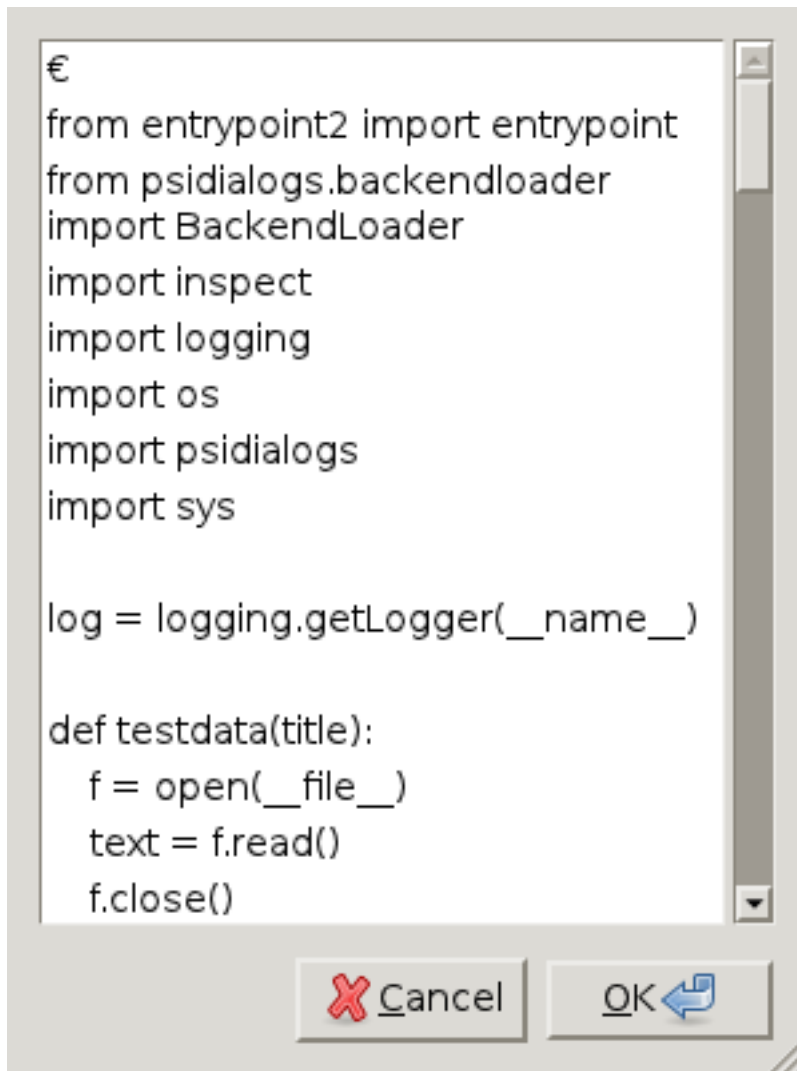 €
from entrypoint2 import entrypoint
from psidialogs.backendloader
import BackendLoader
import inspect
import logging
import os
import psidialogs
import sys

log = logging.getLogger(__name__)

def testdata(title):
    f = open(__file__)
    text = f.read()
    f.close()
Cancel
OK